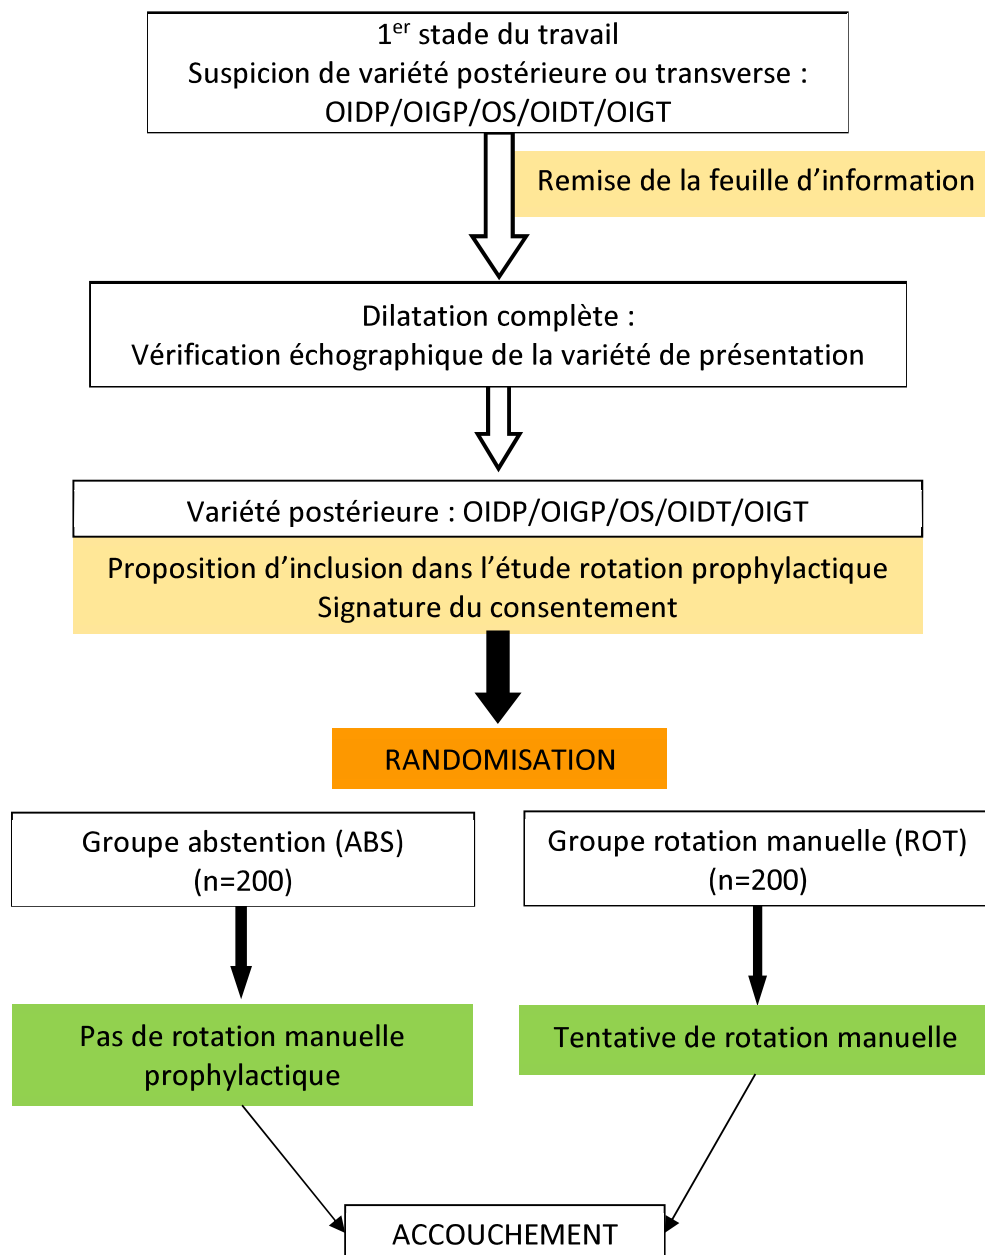 1er stade du travail
Suspicion de variété postérieure ou transverse :
OIDP/OIGP/OS/OIDT/OIGT
Remise de la feuille d’information
Dilatation complète :
Vérification échographique de la variété de présentation
Variété postérieure : OIDP/OIGP/OS/OIDT/OIGT
Proposition d’inclusion dans l’étude rotation prophylactique
Signature du consentement
RANDOMISATION
Groupe abstention (ABS)
(n=200)
Groupe rotation manuelle (ROT)
(n=200)
Pas de rotation manuelle
prophylactique
Tentative de rotation manuelle
ACCOUCHEMENT